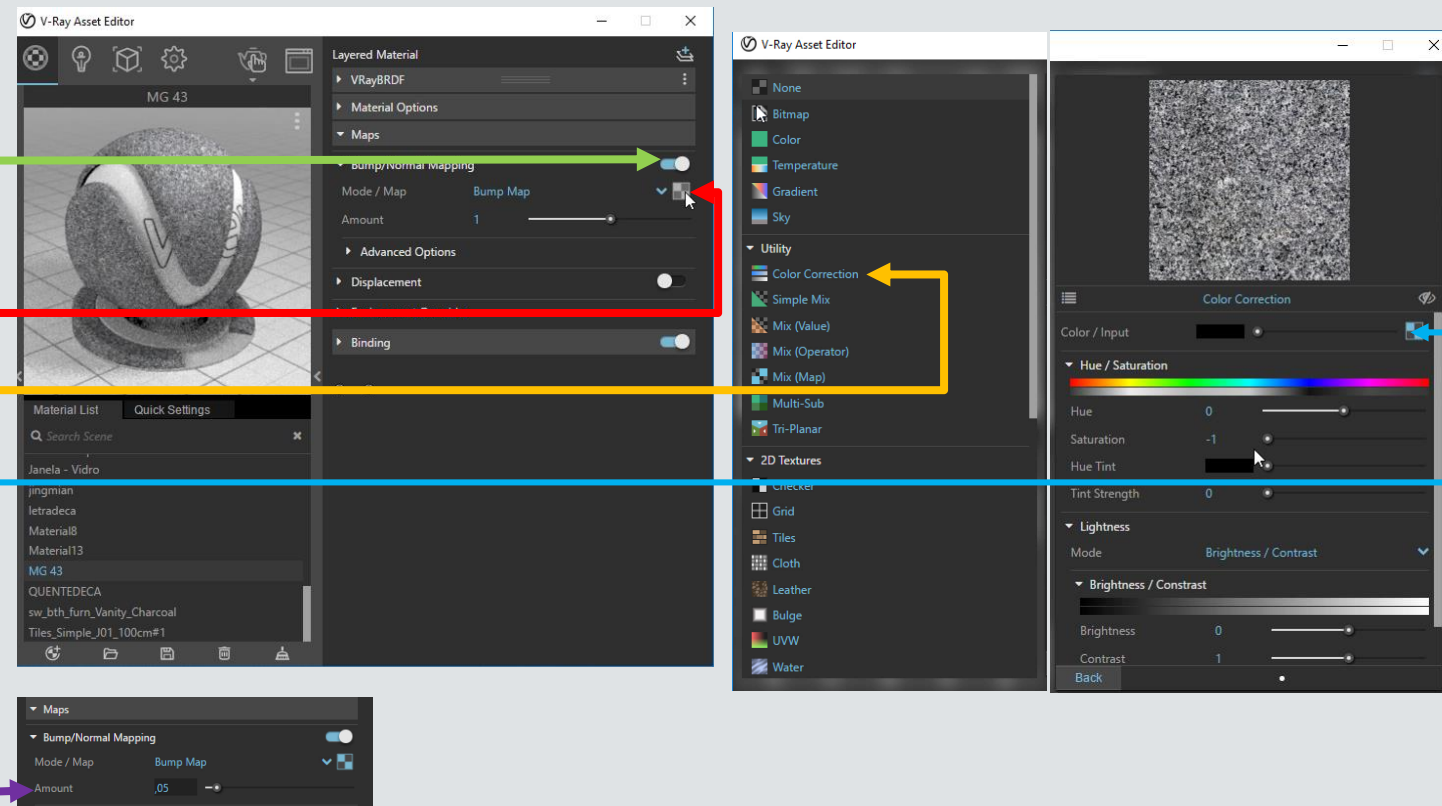 V-Ray Asset Editor
MG 43
Layered Material
VRayBRDF
Material Options
Maps
Bump/Normal Mapping
Mode / Map Bump Map
Amount 1
Advanced Options
Displacement
Binding
Material List Quick Settings
Search Scene
Janela - Vidro
jingmian
letradeca
Material8
Material13
MG 43
QUENTEDECA
sw_bth_furn_Vanity_Charcoal
Tiles_Simple_J01_100cm#1
V-Ray Asset Editor
None
Bitmap
Color
Temperature
Gradient
Sky
Utility
Color Correction
Simple Mix
Mix (Value)
Mix (Operator)
Mix (Map)
Multi-Sub
Tri-Planar
2D Textures
Checker
Grid
Tiles
Cloth
Leather
Bulge
UVW
Water
Color Correction
Color / Input
Hue / Saturation
Hue 0
Saturation -1
Hue Tint
Tint Strength 0
Lightness
Mode Brightness / Contrast
Brightness / Constrast
Brightness 0
Contrast 1
Back
Maps
Bump/Normal Mapping
Mode / Map Bump Map
Amount ,05